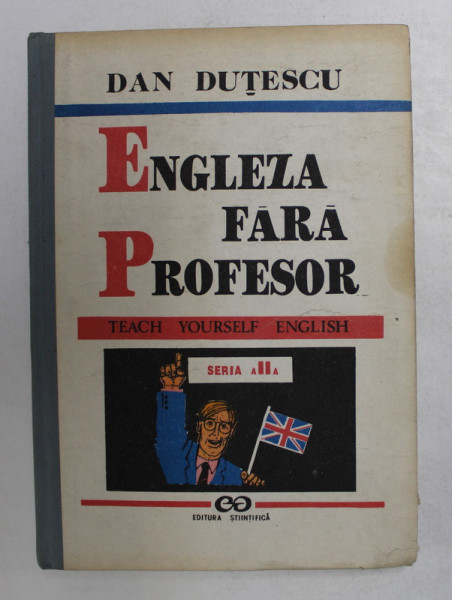 DAN DUȚESCU
ENGLEZA
FĂRĂ
PROFESOR
TEACH YOURSELF ENGLISH
SERIA A II A
EDITURA ȘTIINȚIFICĂ